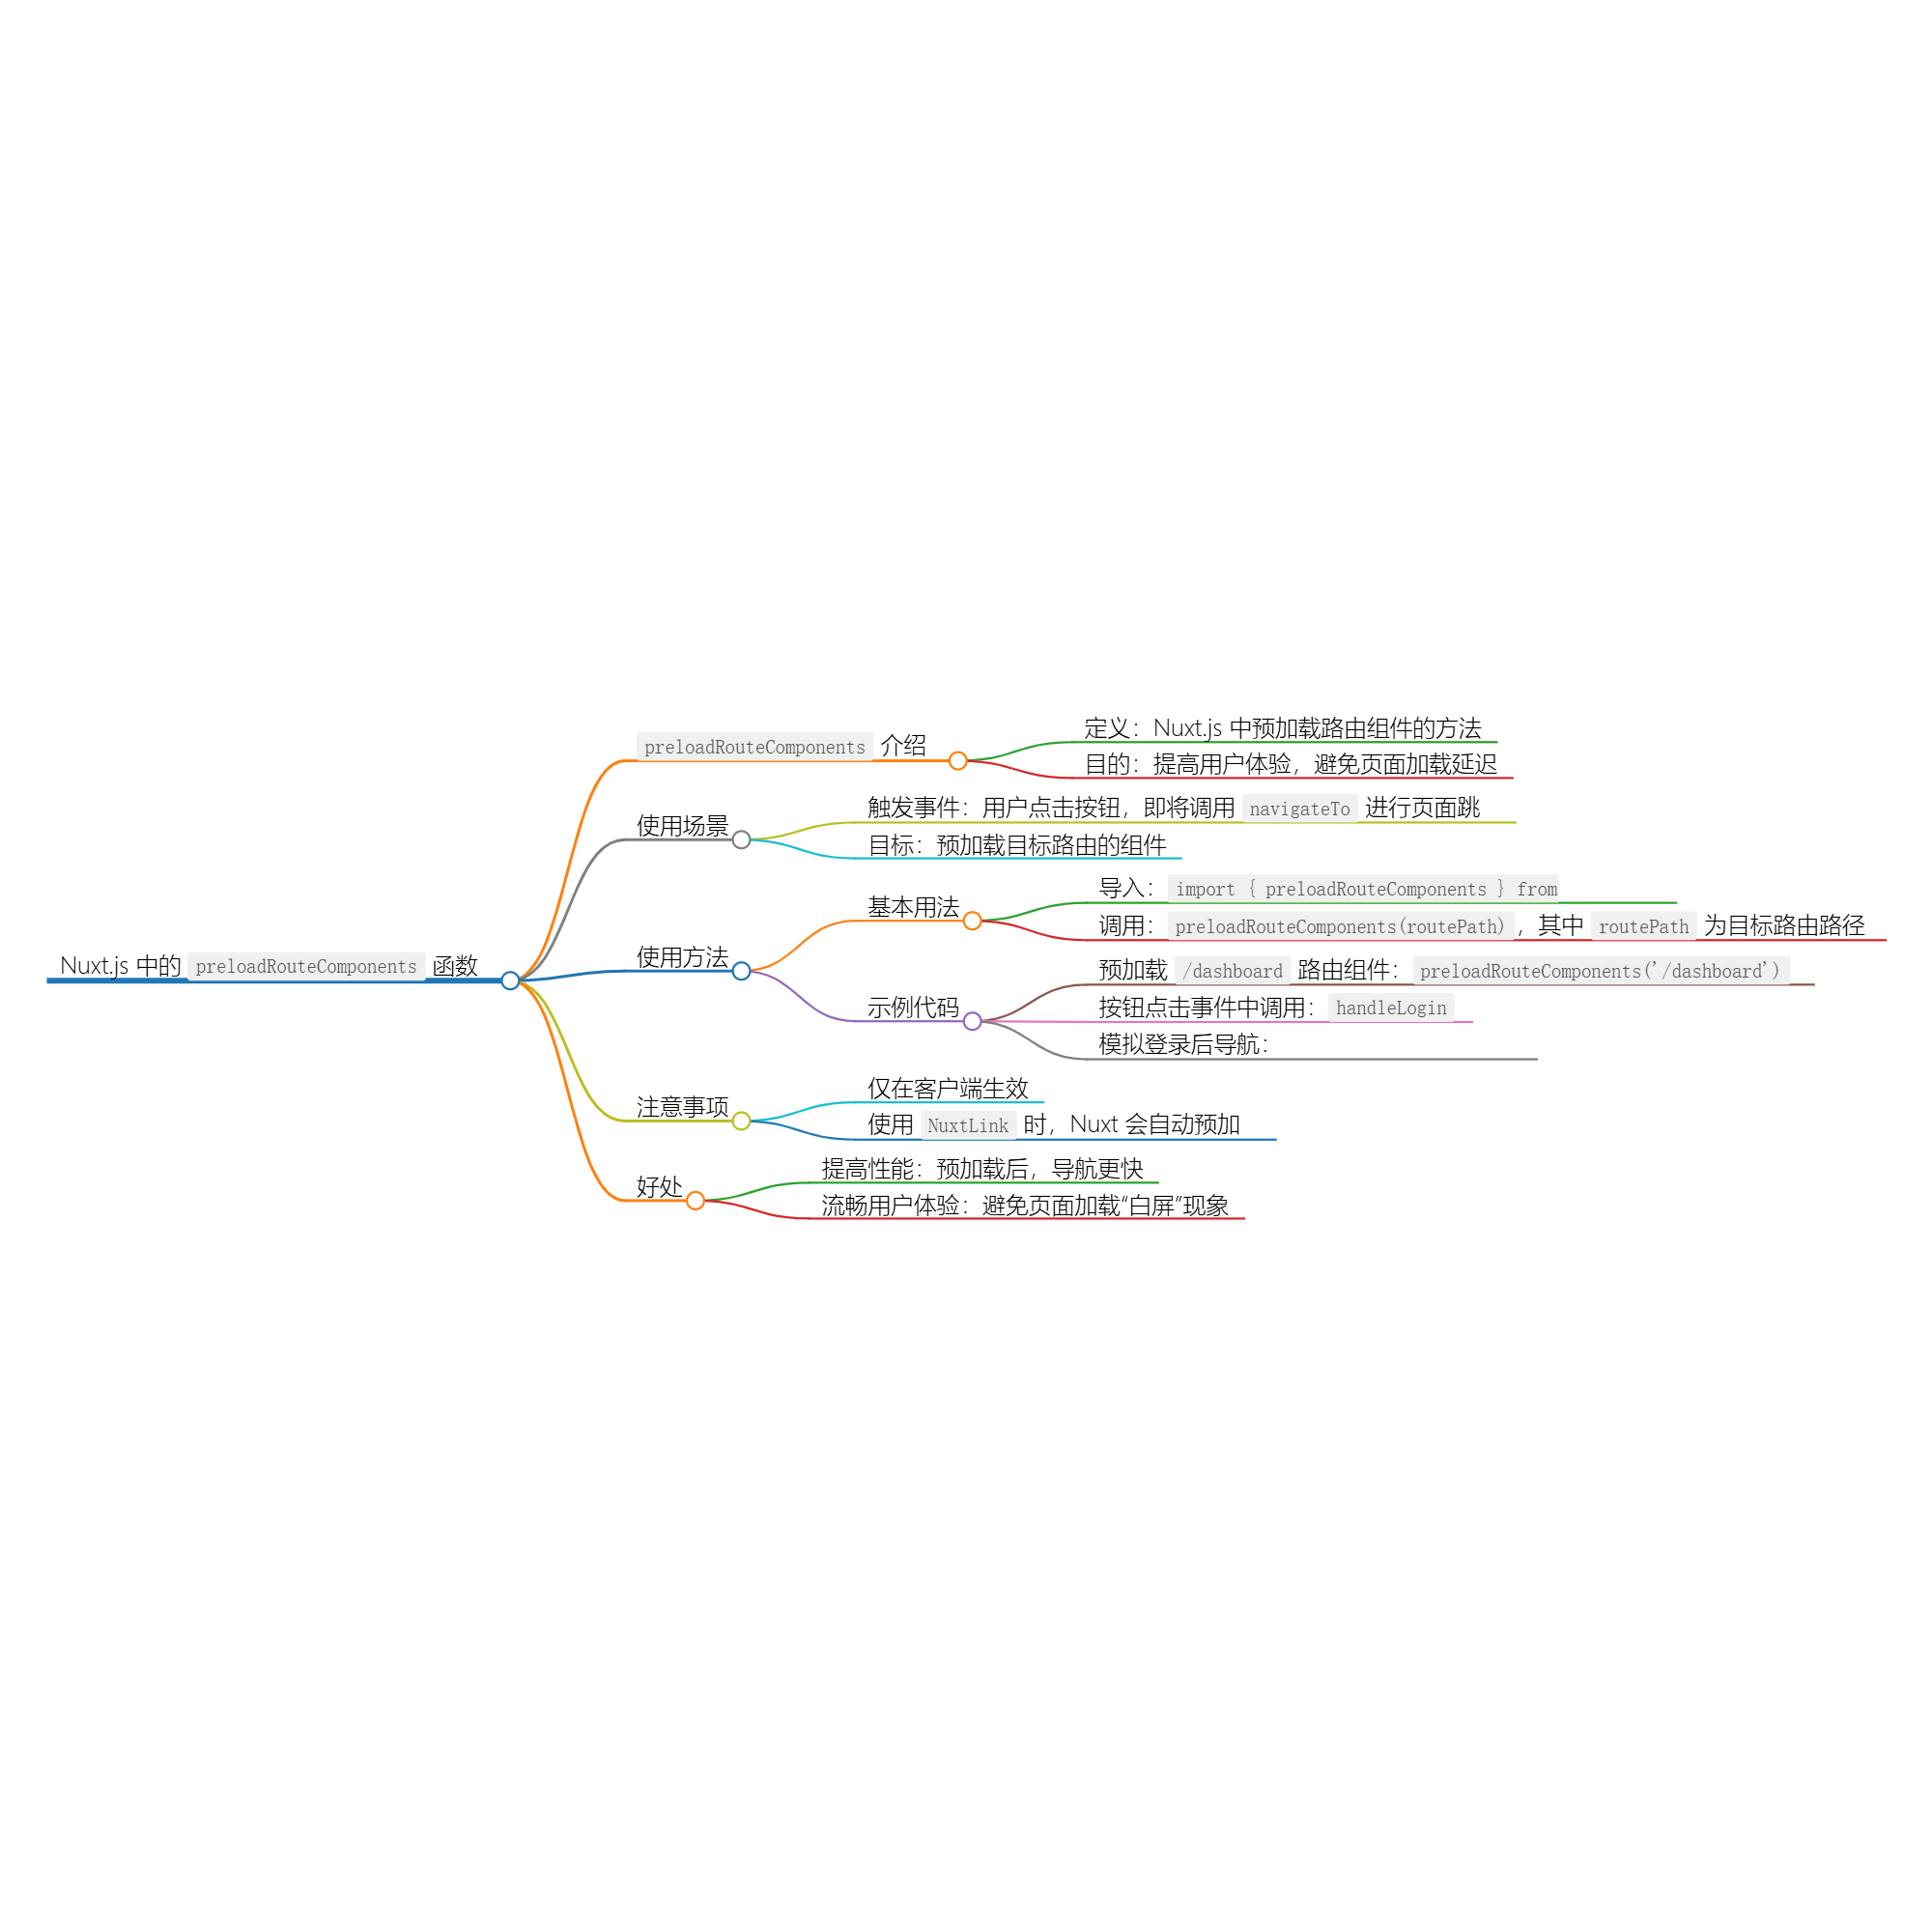 Nuxt.js 中的 preloadRouteComponents 函数
preloadRouteComponents 介绍
定义：Nuxt.js 中预加载路由组件的方法
目的：提高用户体验，避免页面加载延迟
使用场景
触发事件：用户点击按钮，即将调用 navigateTo 进行页面跳
目标：预加载目标路由的组件
使用方法
基本用法
导入：import { preloadRouteComponents } from
调用：preloadRouteComponents(routePath)，其中 routePath 为目标路由路径
示例代码
预加载 /dashboard 路由组件：preloadRouteComponents('/dashboard')
按钮点击事件中调用：handleLogin
模拟登录后导航：
注意事项
仅在客户端生效
使用 NuxtLink 时，Nuxt 会自动预加
好处
提高性能：预加载后，导航更快
流畅用户体验：避免页面加载“白屏”现象